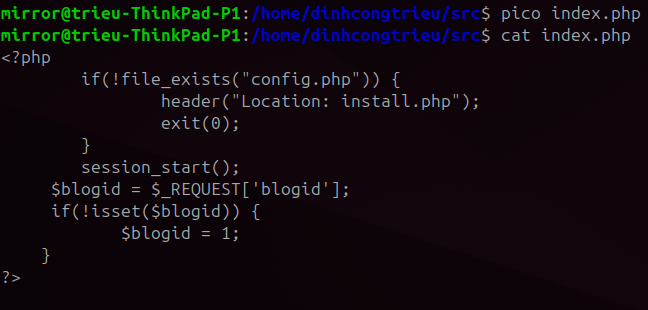 mirror@trieu-ThinkPad-P1:/home/dinhcongtrieu/src$ pico index.php
mirror@trieu-ThinkPad-P1:/home/dinhcongtrieu/src$ cat index.php
<?php
        if(!file_exists("config.php")) {
                header("Location: install.php");
                exit(0);
        }
        session_start();
     $blogid = $_REQUEST['blogid'];
     if(!isset($blogid)) {
            $blogid = 1;
    }
?>